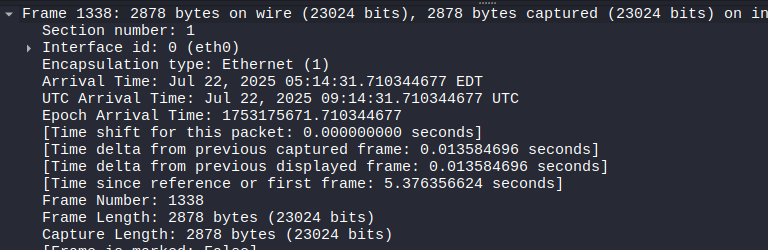 Frame 1338: 2878 bytes on wire (23024 bits), 2878 bytes captured (23024 bits) on in
Section number: 1
Interface id: 0 (eth0)
Encapsulation type: Ethernet (1)
Arrival Time: Jul 22, 2025 05:14:31.710344677 EDT
UTC Arrival Time: Jul 22, 2025 09:14:31.710344677 UTC
Epoch Arrival Time: 1753175671.710344677
[Time shift for this packet: 0.000000000 seconds]
[Time delta from previous captured frame: 0.013584696 seconds]
[Time delta from previous displayed frame: 0.013584696 seconds]
[Time since reference or first frame: 5.376356624 seconds]
Frame Number: 1338
Frame Length: 2878 bytes (23024 bits)
Capture Length: 2878 bytes (23024 bits)
[Frame is marked: False]